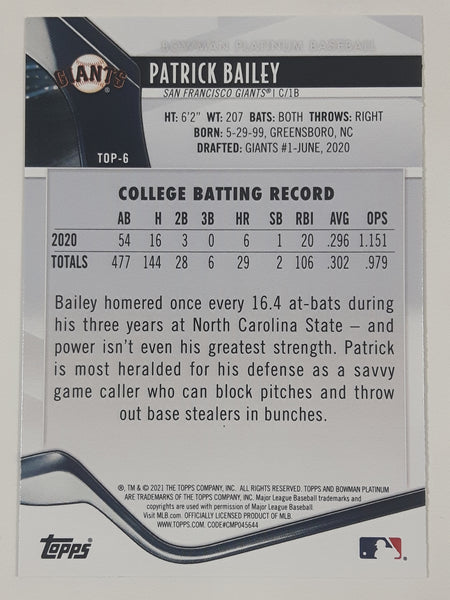 BOWMAN PLATINUM BASEBALL
GIANTS
PATRICK BAILEY
SAN FRANCISCO GIANTS® | C/1B
TOP-6
HT: 6'2" WT: 207 BATS: BOTH THROWS: RIGHT
BORN: 5-29-99, GREENSBORO, NC
DRAFTED: GIANTS #1-JUNE, 2020
COLLEGE BATTING RECORD
AB H 2B 3B HR SB RBI AVG OPS
2020 54 16 3 0 6 1 20 .296 1.151
TOTALS 477 144 28 6 29 2 106 .302 .979
Bailey homered once every 16.4 at-bats during
his three years at North Carolina State – and
power isn't even his greatest strength. Patrick
is most heralded for his defense as a savvy
game caller who can block pitches and throw
out base stealers in bunches.
®, TM & © 2021 THE TOPPS COMPANY, INC. ALL RIGHTS RESERVED. TOPPS AND BOWMAN PLATINUM
ARE TRADEMARKS OF THE TOPPS COMPANY, INC. Major League Baseball trademarks and
copyrights are used with permission of Major League Baseball.
Visit MLB.com. OFFICIALLY LICENSED PRODUCT OF MLB.
WWW.TOPPS.COM. CODE#CMP045644
TOPPS